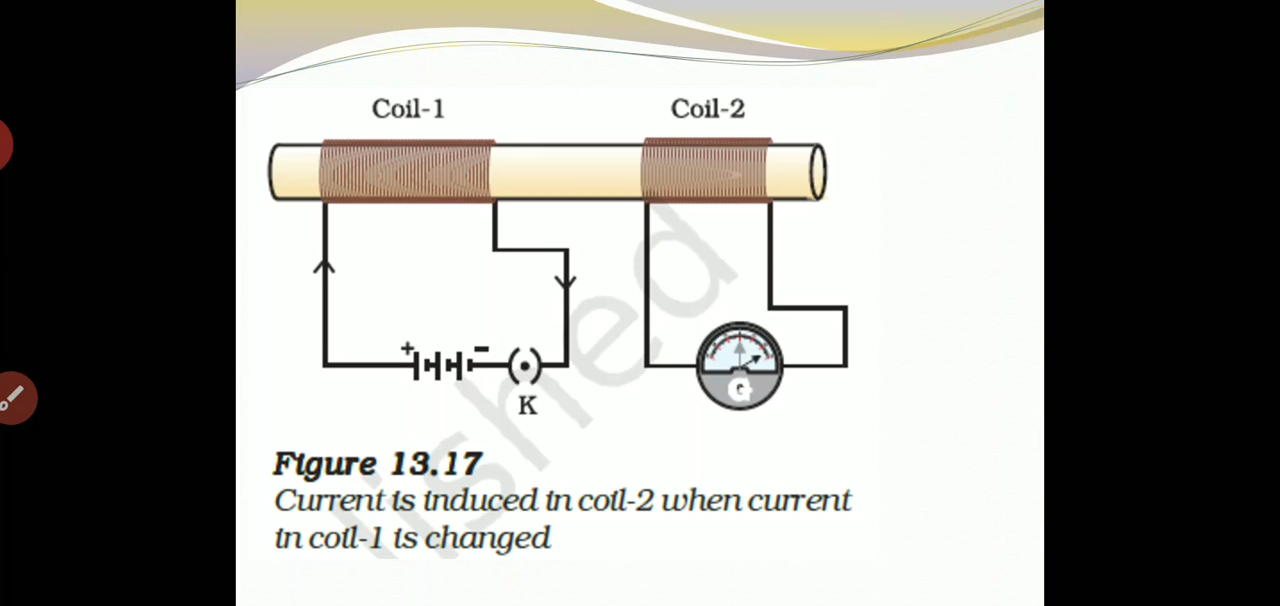 Coil-1
Coil-2
+
−
K
G
Figure 13.17
Current is induced in coil-2 when current
in coil-1 is changed
lished